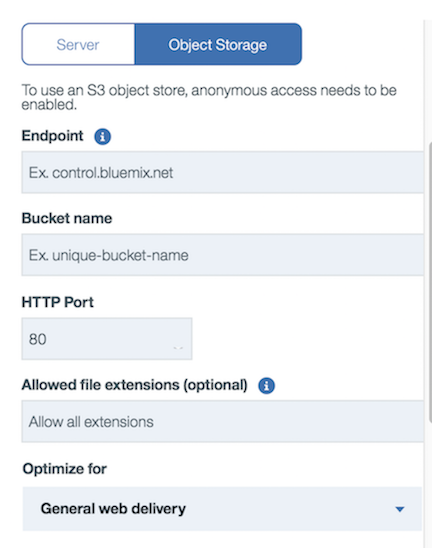 Server
Object Storage
To use an S3 object store, anonymous access needs to be
enabled.
Endpoint
Ex. control.bluemix.net
Bucket name
Ex. unique-bucket-name
HTTP Port
80
Allowed file extensions (optional)
Allow all extensions
Optimize for
General web delivery